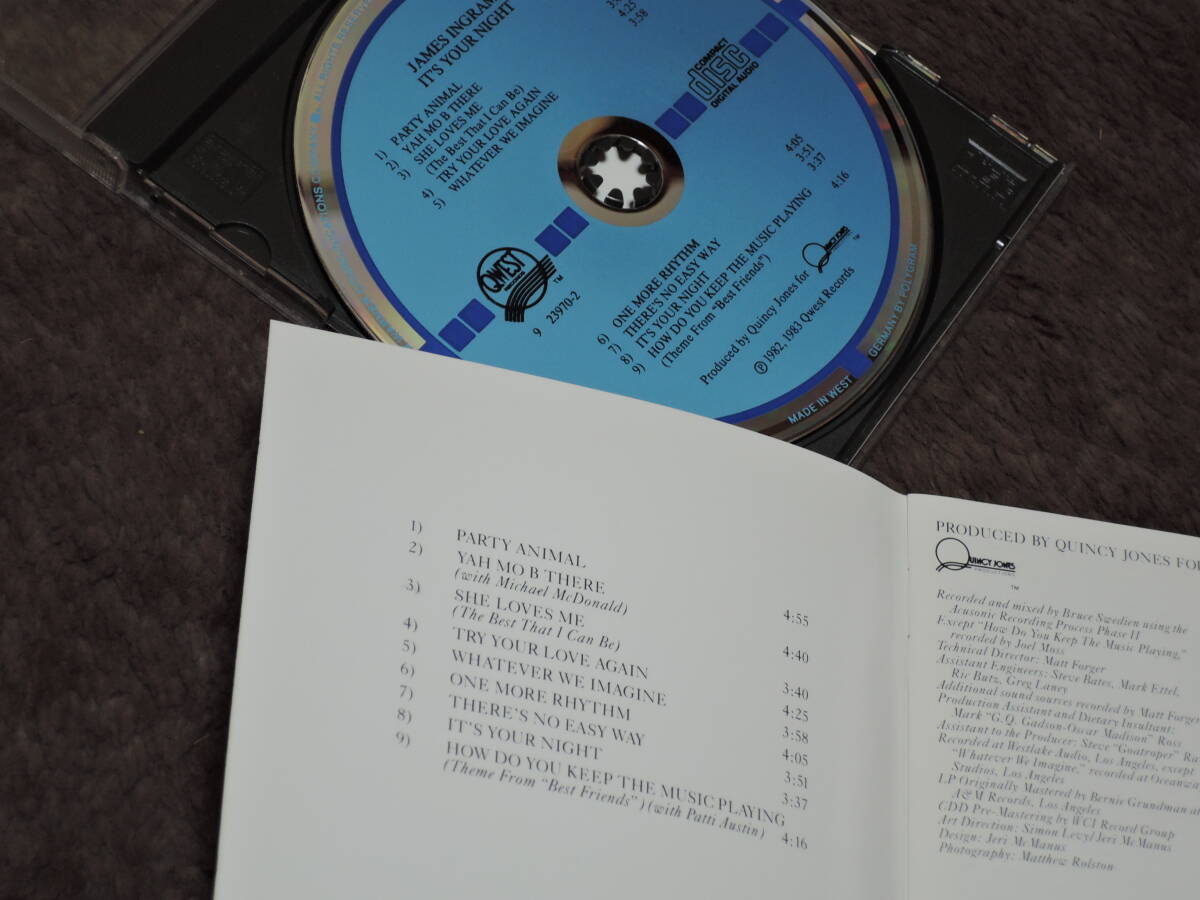 3:
4:25
3:58
JAMES INGRAM
IT'S YOUR NIGHT
1) PARTY ANIMAL
2) YAH MO B THERE
3) SHE LOVES ME
(The Best That I Can Be)
4) TRY YOUR LOVE AGAIN
5) WHATEVER WE IMAGINE
COMPACT
disc
DIGITAL AUDIO
QWEST
RECORDS
TM
9 23970-2
6) ONE MORE RHYTHM 4:05
7) THERE'S NO EASY WAY 3:51
8) IT'S YOUR NIGHT 3:37
9) HOW DO YOU KEEP THE MUSIC PLAYING 4:16
(Theme From "Best Friends")
Produced by Quincy Jones for
QUINCY JONES
TM
℗ 1982, 1983 Qwest Records
MADE IN WEST
GERMANY BY POLYGRAM
ALL RIGHTS
1) PARTY ANIMAL 4:55
2) YAH MO B THERE 4:40
(with Michael McDonald)
3) SHE LOVES ME 3:40
(The Best That I Can Be)
4) TRY YOUR LOVE AGAIN 4:25
5) WHATEVER WE IMAGINE 3:58
6) ONE MORE RHYTHM 4:05
7) THERE'S NO EASY WAY 3:51
8) IT'S YOUR NIGHT 3:37
9) HOW DO YOU KEEP THE MUSIC PLAYING 4:16
(Theme From "Best Friends") (with Patti Austin)
PRODUCED BY QUINCY JONES FOR
QUINCY JONES
PRODUCTIONS
TM
Recorded and mixed by Bruce Swedien using the
Acusonic Recording Process Phase II
Except "How Do You Keep The Music Playing,"
recorded by Joel Moss
Technical Director: Matt Forger
Assistant Engineers: Steve Bates, Mark Ettel,
Ric Butz, Greg Laney
Additional sound sources recorded by Matt Forger
Production Assistant and Dietary Insultant:
Mark "G.Q. Gadson-Oscar Madison" Ross
Assistant to the Producer: Steve "Goatroper" Ra
Recorded at Westlake Audio, Los Angeles, except
"Whatever We Imagine," recorded at Oceanw
Studios, Los Angeles
LP Originally Mastered by Bernie Grundman at
A&M Records, Los Angeles
CDD Pre-Mastering by WCI Record Group
Art Direction: Simon Levy/Jeri McManus
Design: Jeri McManus
Photography: Matthew Rolston